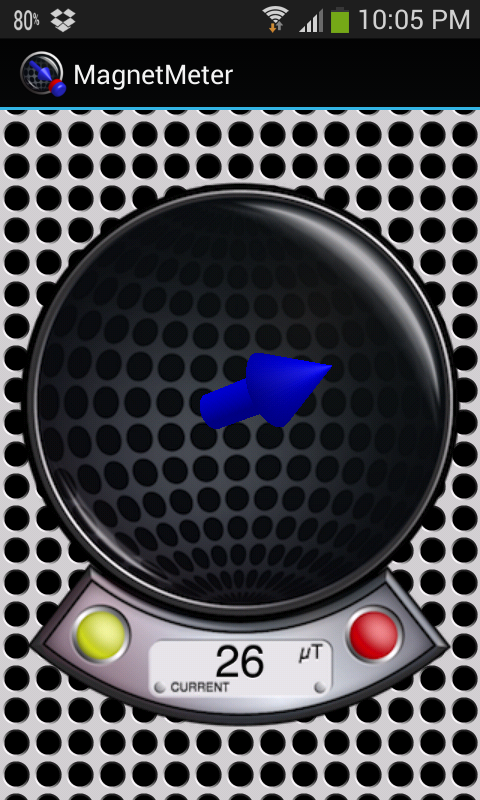 80% 10:05 PM
MagnetMeter
26 µT
CURRENT